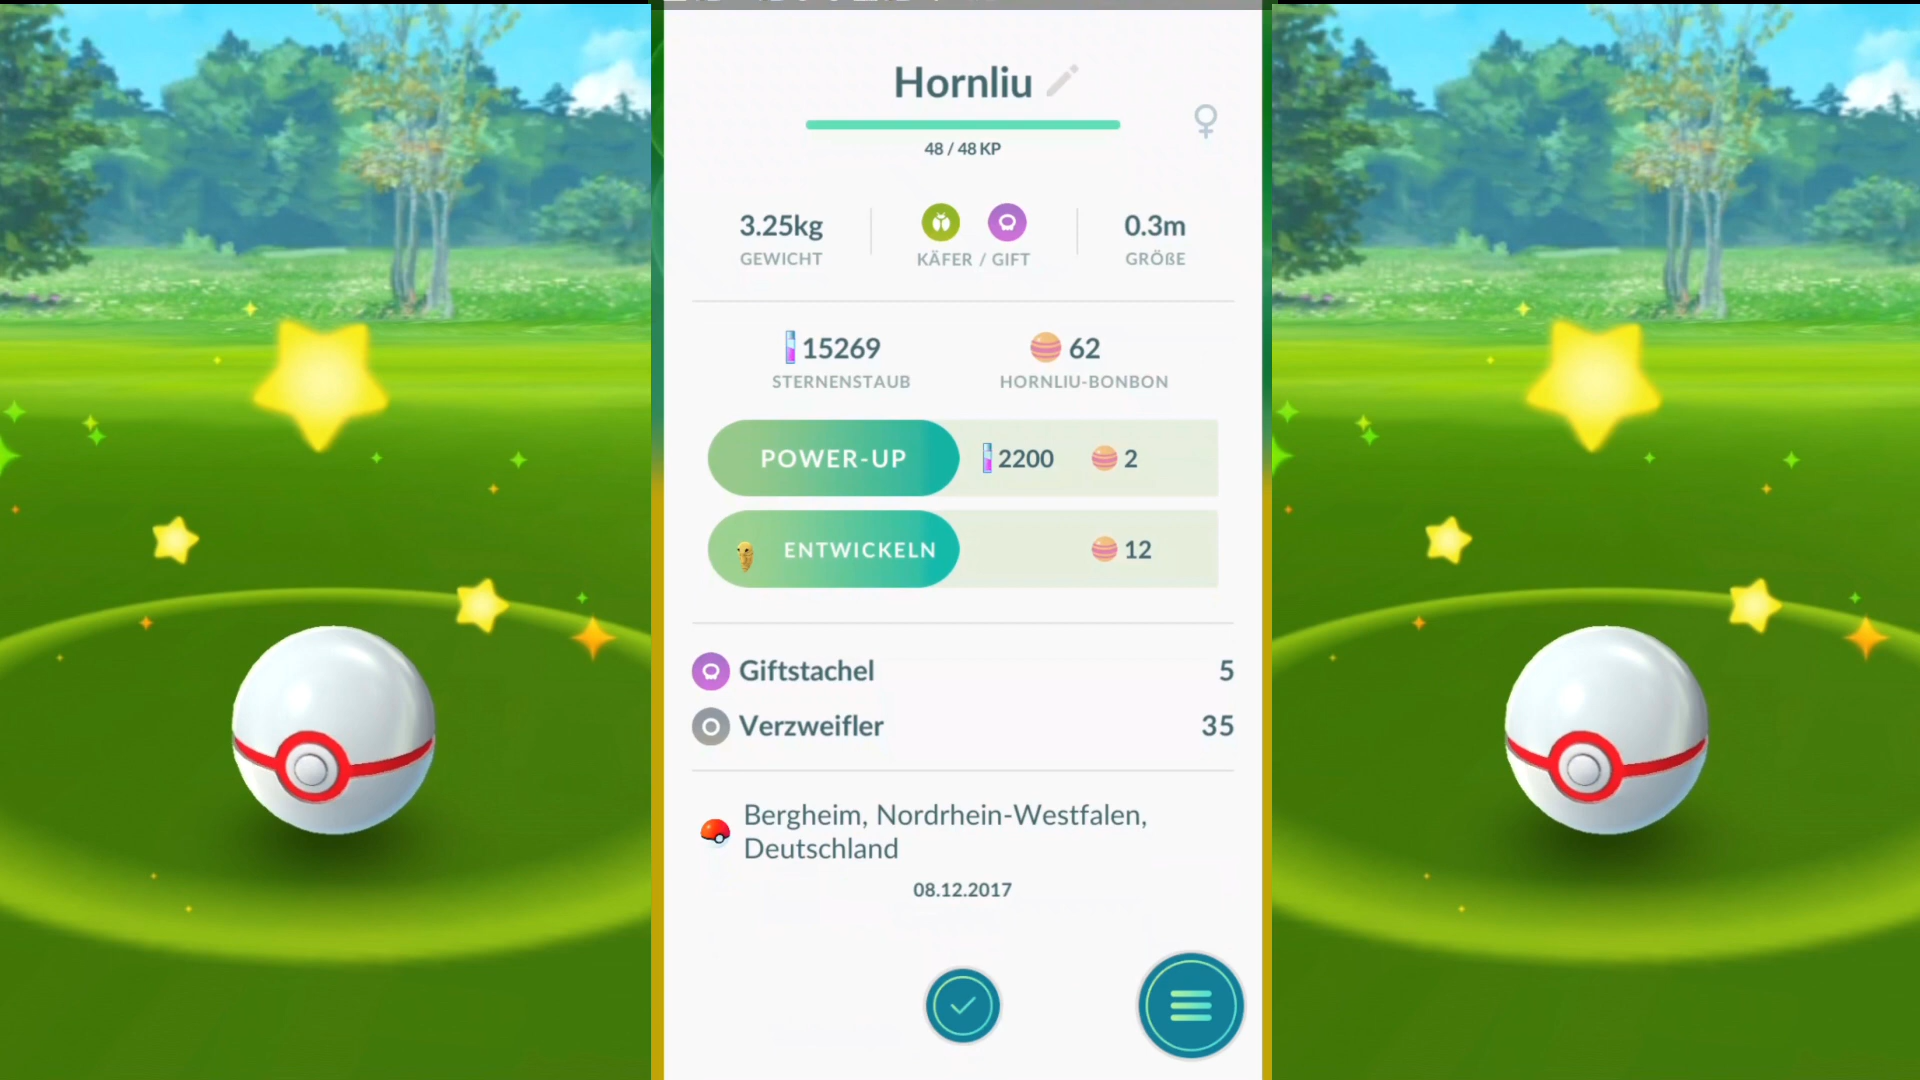 Hornliu
48 / 48 KP
3.25kg
GEWICHT
KÄFER / GIFT
0.3m
GRÖßE
15269
STERNENSTAUB
62
HORNLIU-BONBON
POWER-UP 2200 2
ENTWICKELN 12
Giftstachel 5
Verzweifler 35
Bergheim, Nordrhein-Westfalen,
Deutschland
08.12.2017